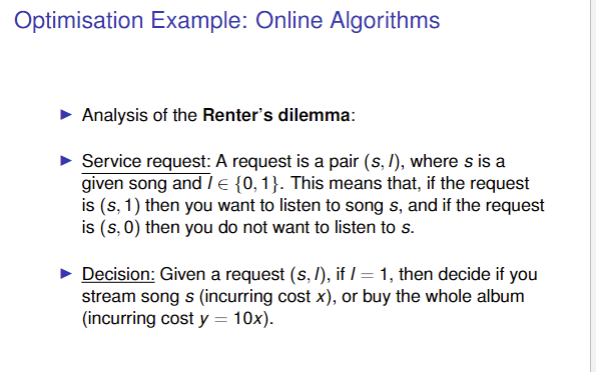 Optimisation Example: Online Algorithms
▶ Analysis of the Renter's dilemma:
▶ Service request: A request is a pair (s, l), where s is a
given song and l ∈ {0, 1}. This means that, if the request
is (s, 1) then you want to listen to song s, and if the request
is (s, 0) then you do not want to listen to s.
▶ Decision: Given a request (s, l), if l = 1, then decide if you
stream song s (incurring cost x), or buy the whole album
(incurring cost y = 10x).